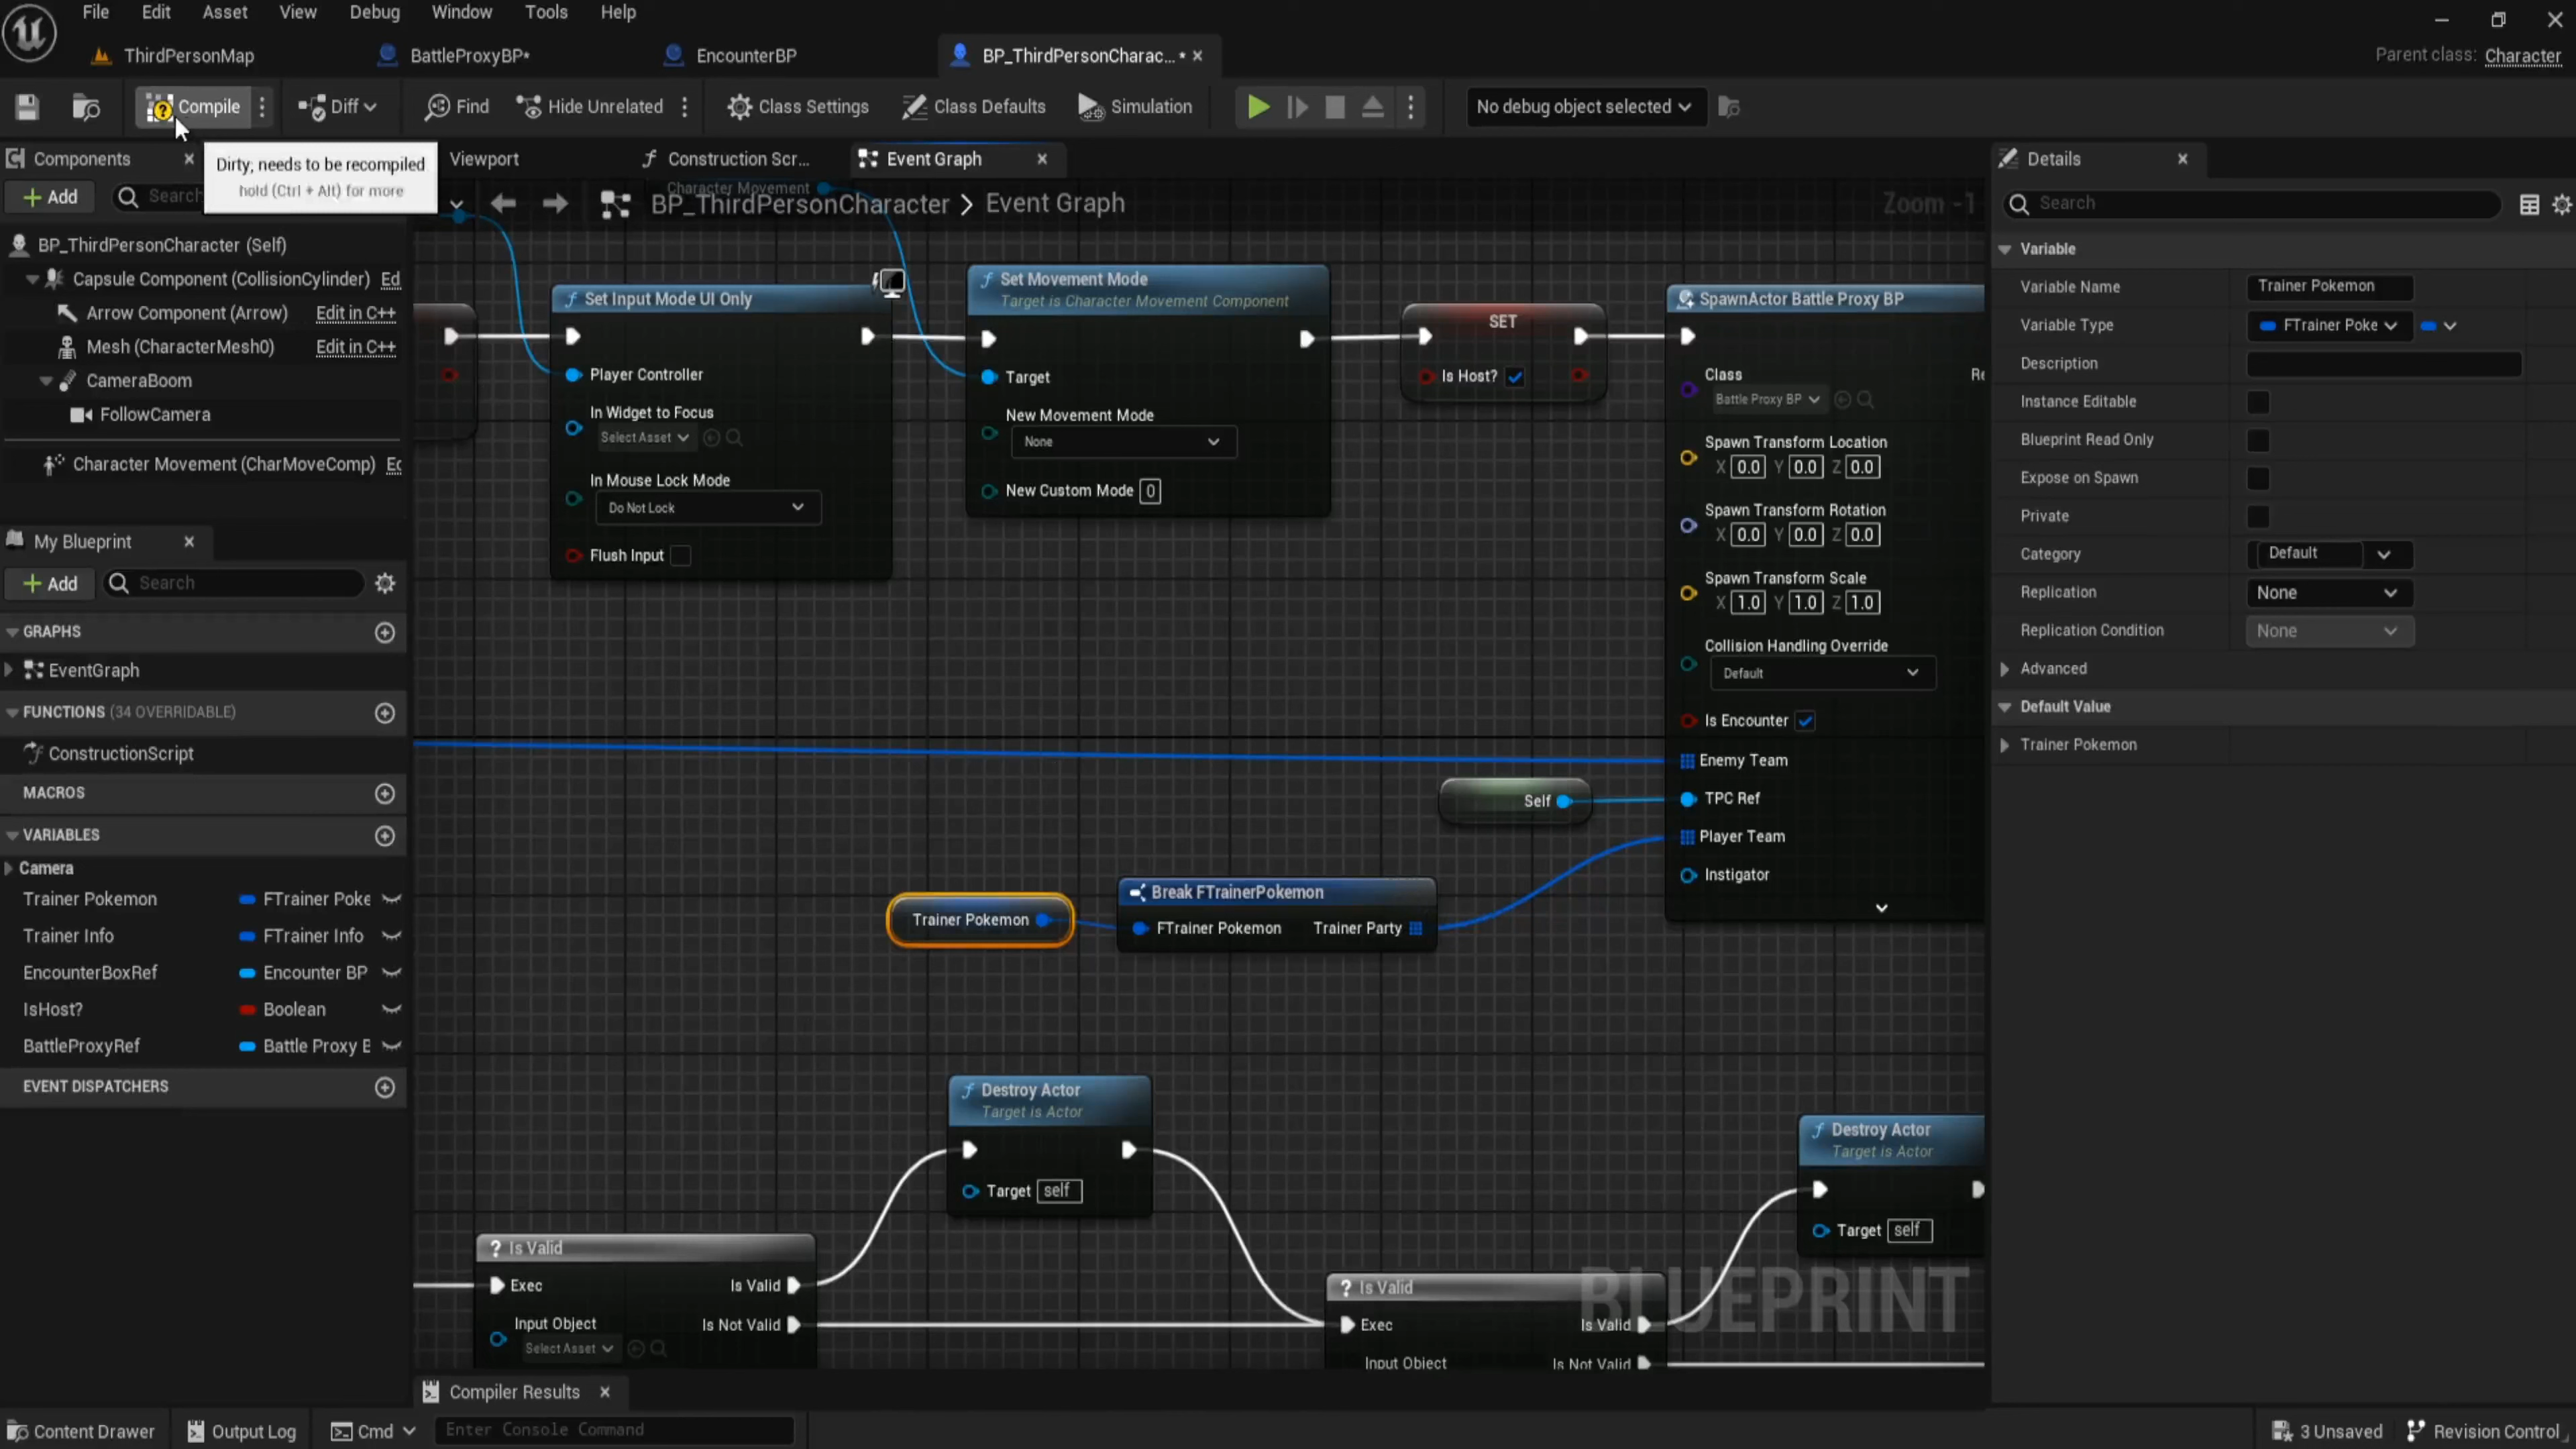 File Edit Asset View Debug Window Tools Help
ThirdPersonMap BattleProxyBP* EncounterBP BP_ThirdPersonCharac... * Parent class: Character
Compile Diff Find Hide Unrelated Class Settings Class Defaults Simulation No debug object selected
Components Viewport Construction Scr... Event Graph Details
Dirty; needs to be recompiled
hold (Ctrl + Alt) for more
Add Search
Character Movement
BP_ThirdPersonCharacter > Event Graph Zoom -1 Search
BP_ThirdPersonCharacter (Self)
Capsule Component (CollisionCylinder) Ed
Arrow Component (Arrow) Edit in C++
Mesh (CharacterMesh0) Edit in C++
CameraBoom
FollowCamera
Character Movement (CharMoveComp) Ec
My Blueprint
Add Search
GRAPHS
EventGraph
FUNCTIONS (34 OVERRIDABLE)
ConstructionScript
MACROS
VARIABLES
Camera
Trainer Pokemon FTrainer Poke
Trainer Info FTrainer Info
EncounterBoxRef Encounter BP
IsHost? Boolean
BattleProxyRef Battle Proxy B
EVENT DISPATCHERS
Set Input Mode UI Only
Player Controller
In Widget to Focus
Select Asset
In Mouse Lock Mode
Do Not Lock
Flush Input
Set Movement Mode
Target is Character Movement Component
Target
New Movement Mode
None
New Custom Mode 0
SET
Is Host?
SpawnActor Battle Proxy BP
Class Re
Battle Proxy BP
Spawn Transform Location
X 0.0 Y 0.0 Z 0.0
Spawn Transform Rotation
X 0.0 Y 0.0 Z 0.0
Spawn Transform Scale
X 1.0 Y 1.0 Z 1.0
Collision Handling Override
Default
Is Encounter
Enemy Team
TPC Ref
Player Team
Instigator
Self
Trainer Pokemon
Break FTrainerPokemon
FTrainer Pokemon Trainer Party
Destroy Actor
Target is Actor
Target self
Destroy Actor
Target is Actor
Target self
Is Valid
Exec Is Valid
Input Object Is Not Valid
Select Asset
Is Valid
Exec Is Valid
Input Object Is Not Valid
BLUEPRINT
Variable
Variable Name Trainer Pokemon
Variable Type FTrainer Poke
Description
Instance Editable
Blueprint Read Only
Expose on Spawn
Private
Category Default
Replication None
Replication Condition None
Advanced
Default Value
Trainer Pokemon
Compiler Results
Content Drawer Output Log Cmd Enter Console Command 3 Unsaved Revision Control